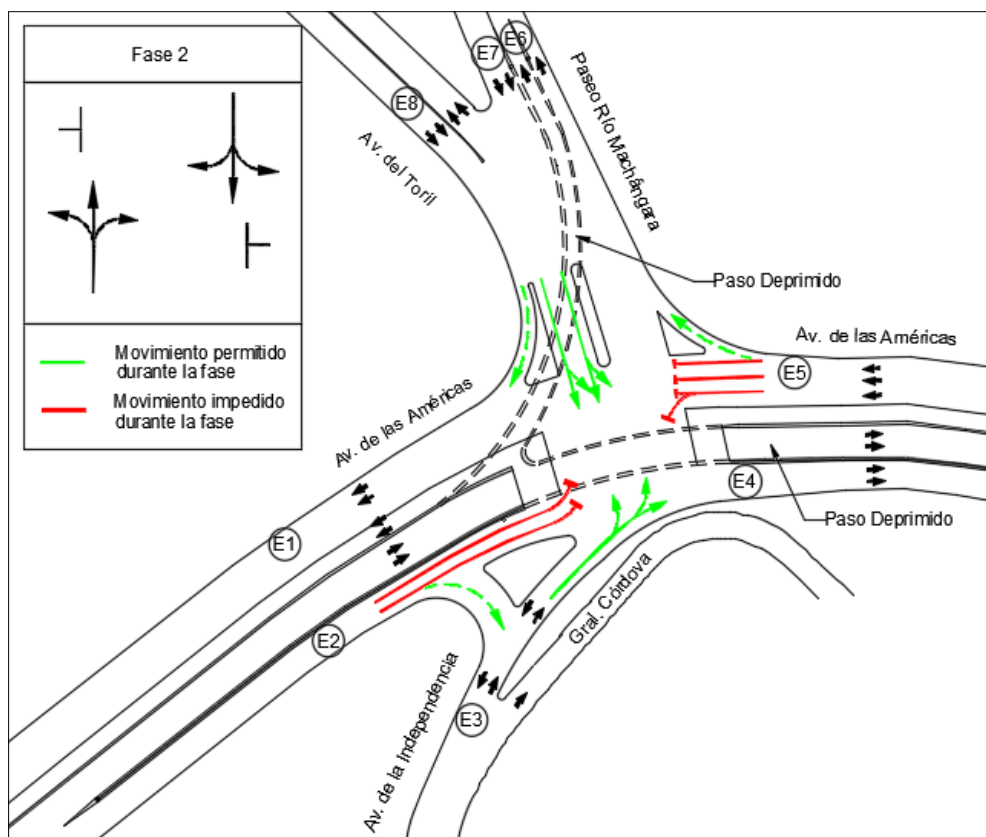 Fase 2
Movimiento permitido
durante la fase
Movimiento impedido
durante la fase
E7
E6
E8
Paseo Río Machángara
Av. del Toril
Paso Deprimido
Av. de las Américas
E5
Av. de las Américas
E4
Paso Deprimido
E1
E2
Gral. Córdova
Av. de la Independencia
E3